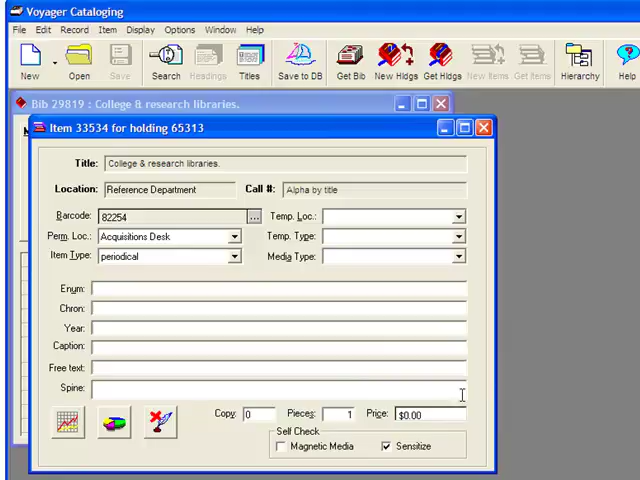 Voyager Cataloging
File Edit Record Item Display Options Window Help
New Open Save Search Headings Titles Save to DB Get Bib New Hldgs Get Hldgs New Items Get Items Hierarchy Help
Bib 29819 : College & research libraries.
Item 33534 for holding 65313
Title: College & research libraries.
Location: Reference Department Call #: Alpha by title
Barcode: 82254 ... Temp. Loc.:
Perm. Loc.: Acquisitions Desk Temp. Type:
Item Type: periodical Media Type:
Enum:
Chron:
Year:
Caption:
Free text:
Spine:
Copy: 0 Pieces: 1 Price: $0.00
Self Check
Magnetic Media Sensitize